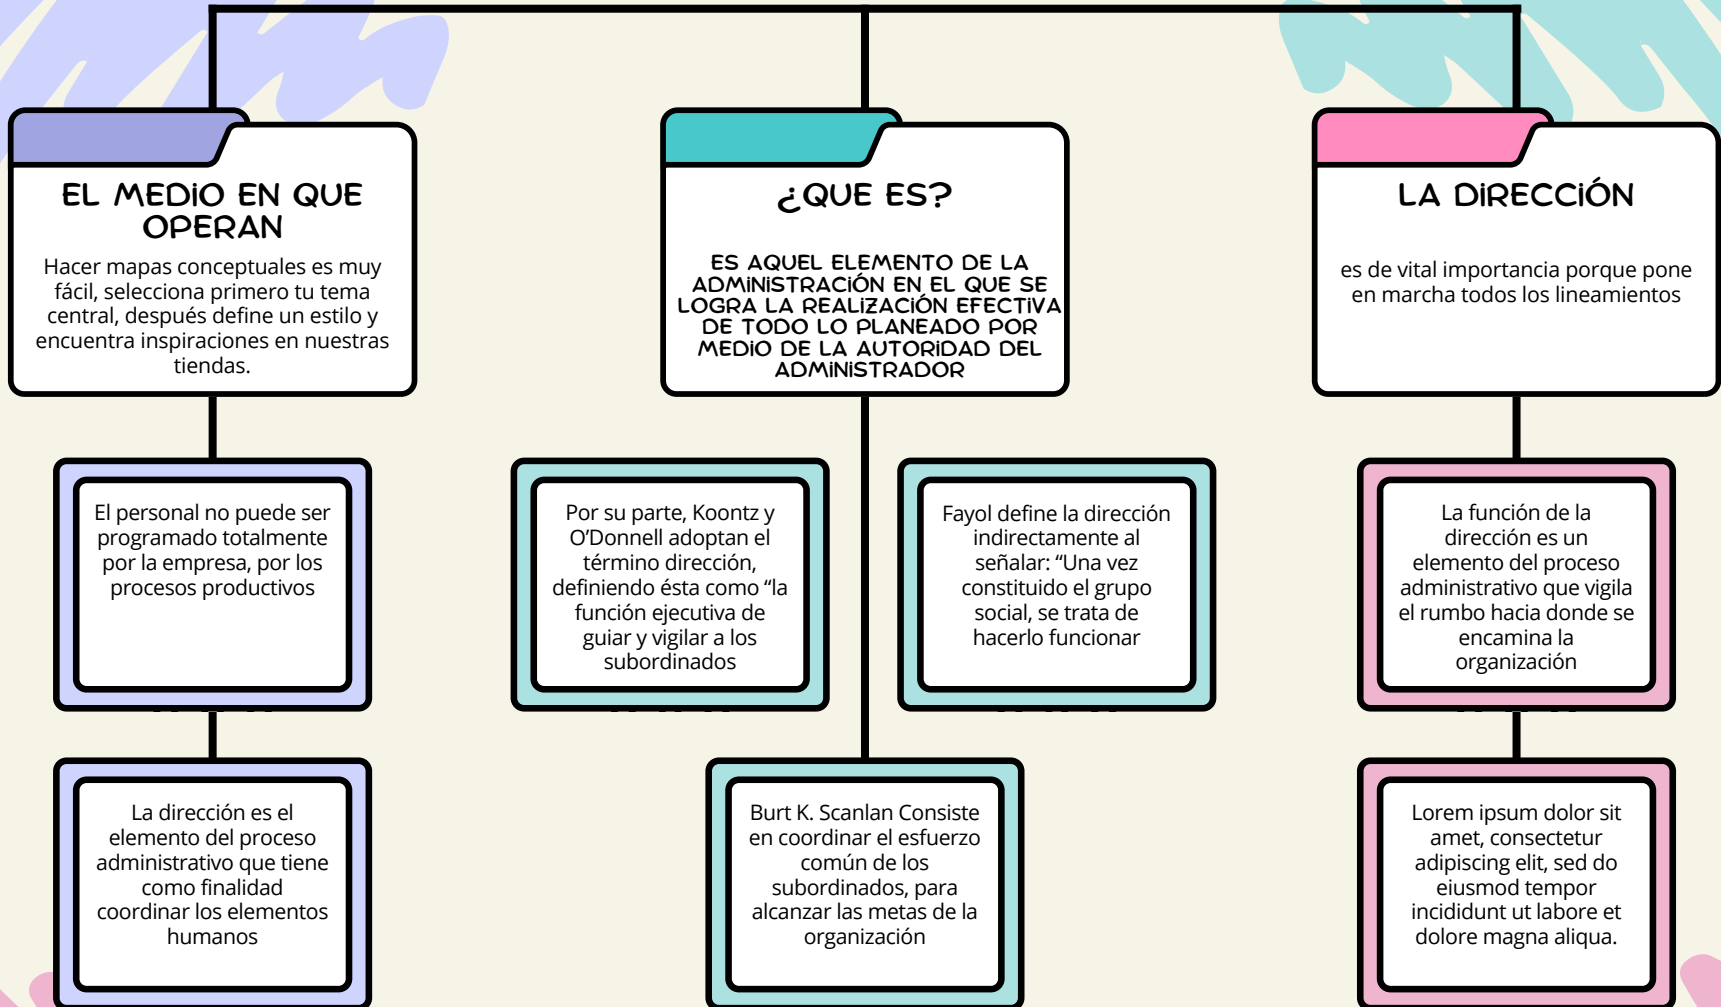 EL MEDIO EN QUE
OPERAN
Hacer mapas conceptuales es muy
fácil, selecciona primero tu tema
central, después define un estilo y
encuentra inspiraciones en nuestras
tiendas.
¿QUE ES?
ES AQUEL ELEMENTO DE LA
ADMINISTRACIÓN EN EL QUE SE
LOGRA LA REALIZACIÓN EFECTIVA
DE TODO LO PLANEADO POR
MEDIO DE LA AUTORIDAD DEL
ADMINISTRADOR
LA DIRECCIÓN
es de vital importancia porque pone
en marcha todos los lineamientos
El personal no puede ser
programado totalmente
por la empresa, por los
procesos productivos
Por su parte, Koontz y
O’Donnell adoptan el
término dirección,
definiendo ésta como “la
función ejecutiva de
guiar y vigilar a los
subordinados
Fayol define la dirección
indirectamente al
señalar: “Una vez
constituido el grupo
social, se trata de
hacerlo funcionar
La función de la
dirección es un
elemento del proceso
administrativo que vigila
el rumbo hacia donde se
encamina la
organización
La dirección es el
elemento del proceso
administrativo que tiene
como finalidad
coordinar los elementos
humanos
Burt K. Scanlan Consiste
en coordinar el esfuerzo
común de los
subordinados, para
alcanzar las metas de la
organización
Lorem ipsum dolor sit
amet, consectetur
adipiscing elit, sed do
eiusmod tempor
incididunt ut labore et
dolore magna aliqua.